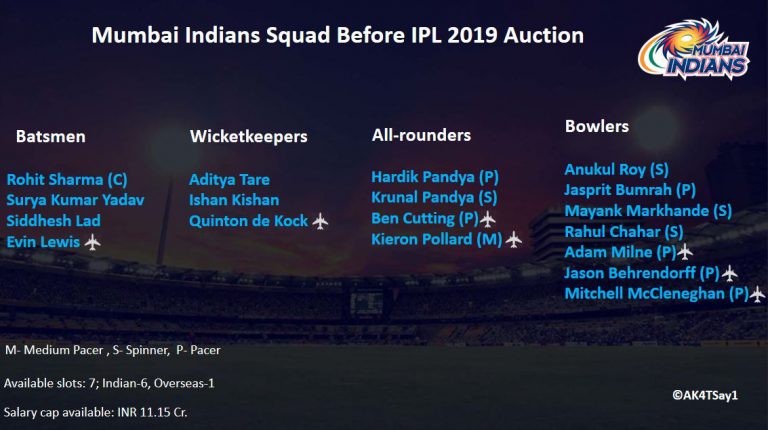 Mumbai Indians Squad Before IPL 2019 Auction
MUMBAI
INDIANS
Batsmen
Rohit Sharma (C)
Surya Kumar Yadav
Siddhesh Lad
Evin Lewis
Wicketkeepers
Aditya Tare
Ishan Kishan
Quinton de Kock
All-rounders
Hardik Pandya (P)
Krunal Pandya (S)
Ben Cutting (P)
Kieron Pollard (M)
Bowlers
Anukul Roy (S)
Jasprit Bumrah (P)
Mayank Markhande (S)
Rahul Chahar (S)
Adam Milne (P)
Jason Behrendorff (P)
Mitchell McCleneghan (P)
M- Medium Pacer , S- Spinner, P- Pacer
Available slots: 7; Indian-6, Overseas-1
Salary cap available: INR 11.15 Cr.
©AK4TSay1